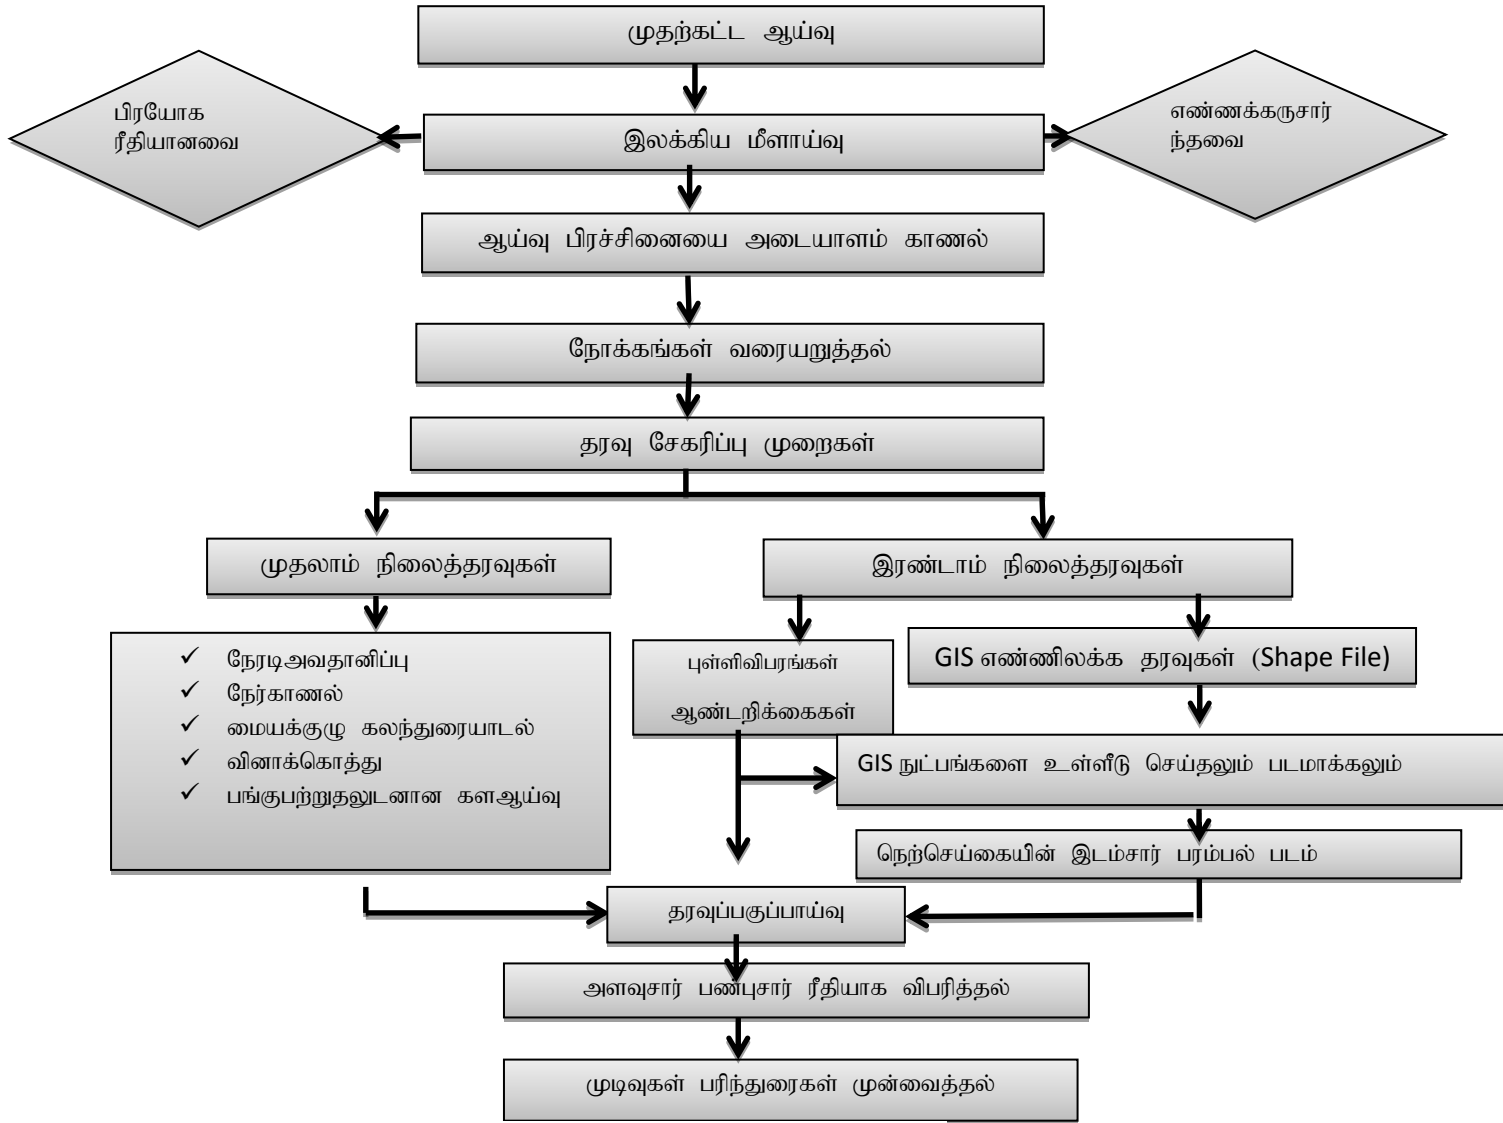 முதற்கட்ட ஆய்வு
பிரயோக
ரீதியானவை
இலக்கிய மீளாய்வு
எண்ணக்கருசார்
ந்தவை
ஆய்வு பிரச்சினையை அடையாளம் காணல்
நோக்கங்கள் வரையறுத்தல்
தரவு சேகரிப்பு முறைகள்
முதலாம் நிலைத்தரவுகள்
இரண்டாம் நிலைத்தரவுகள்
✓ நேரடிஅவதானிப்பு
✓ நேர்காணல்
✓ மையக்குழு கலந்துரையாடல்
✓ வினாக்கொத்து
✓ பங்குபற்றுதலுடனான களஆய்வு
புள்ளிவிபரங்கள்
ஆண்டறிக்கைகள்
GIS எண்ணிலக்க தரவுகள் (Shape File)
GIS நுட்பங்களை உள்ளீடு செய்தலும் படமாக்கலும்
நெற்செய்கையின் இடம்சார் பரம்பல் படம்
தரவுப்பகுப்பாய்வு
அளவுசார் பண்புசார் ரீதியாக விபரித்தல்
முடிவுகள் பரிந்துரைகள் முன்வைத்தல்